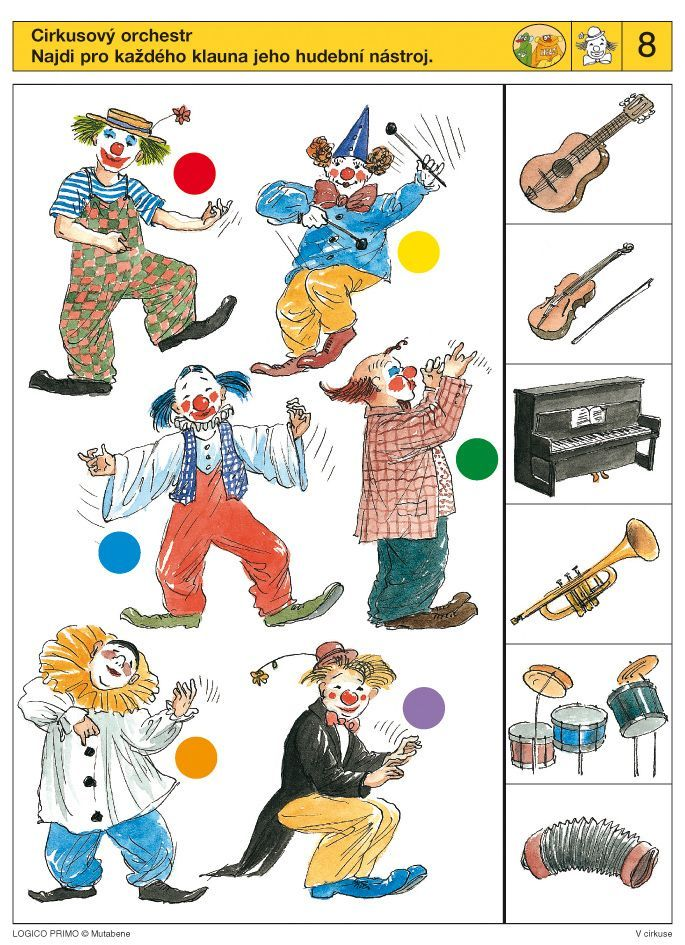 Cirkusový orchestr
Najdi pro každého klauna jeho hudební nástroj.
8
LOGICO PRIMO © Mutabene
V cirkuse